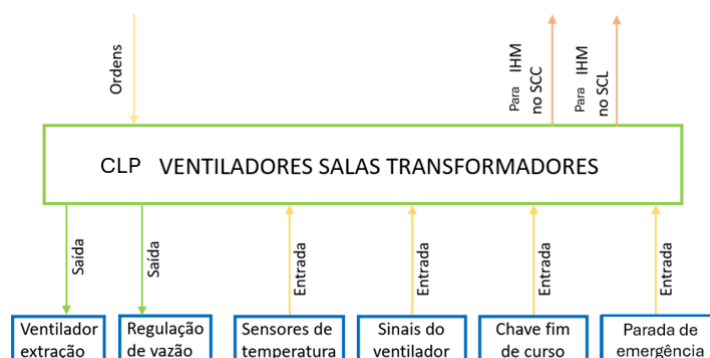 Ordens
Para IHM
no SCC
Para IHM
no SCL
CLP VENTILADORES SALAS TRANSFORMADORES
Saída
Saída
Entrada
Entrada
Entrada
Entrada
Ventilador
extração
Regulação
de vazão
Sensores de
temperatura
Sinais do
ventilador
Chave fim
de curso
Parada de
emergência